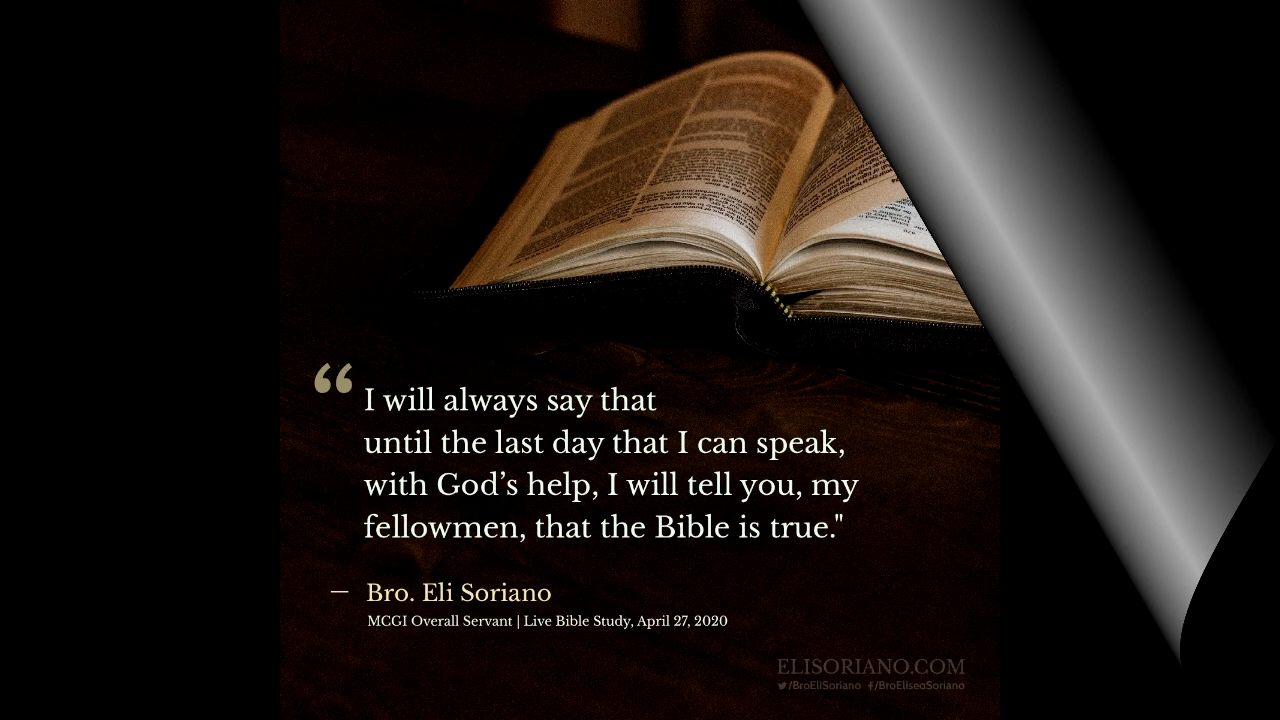 “ I will always say that
until the last day that I can speak,
with God’s help, I will tell you, my
fellowmen, that the Bible is true."
— Bro. Eli Soriano
MCGI Overall Servant | Live Bible Study, April 27, 2020
ELISORIANO.COM
/BroEliSoriano /BroEliseoSoriano